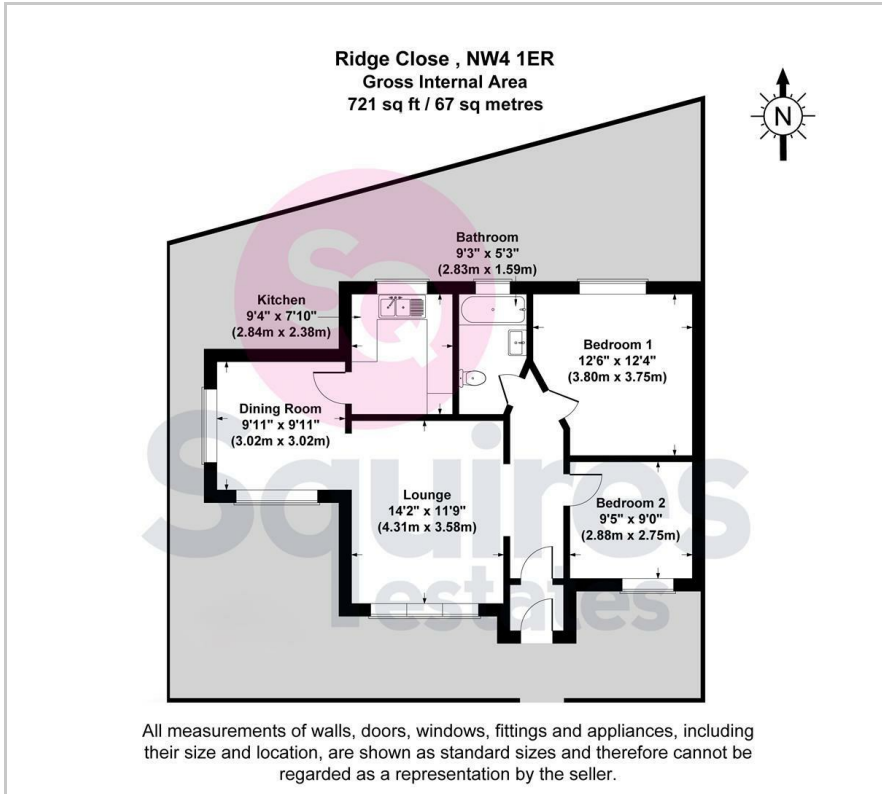 Ridge Close , NW4 1ER
Gross Internal Area
721 sq ft / 67 sq metres
N
Bathroom
9'3" x 5'3"
(2.83m x 1.59m)
Kitchen
9'4" x 7'10"
(2.84m x 2.38m)
Bedroom 1
12'6" x 12'4"
(3.80m x 3.75m)
Dining Room
9'11" x 9'11"
(3.02m x 3.02m)
Lounge
14'2" x 11'9"
(4.31m x 3.58m)
Bedroom 2
9'5" x 9'0"
(2.88m x 2.75m)
SQ
Squires
estates
All measurements of walls, doors, windows, fittings and appliances, including
their size and location, are shown as standard sizes and therefore cannot be
regarded as a representation by the seller.